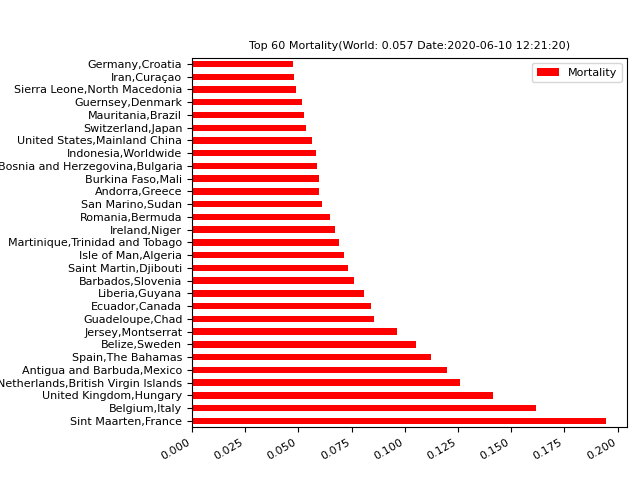 Top 60 Mortality(World: 0.057 Date:2020-06-10 12:21:20)
Mortality
Germany,Croatia
Iran,Curaçao
Sierra Leone,North Macedonia
Guernsey,Denmark
Mauritania,Brazil
Switzerland,Japan
United States,Mainland China
Indonesia,Worldwide
Bosnia and Herzegovina,Bulgaria
Burkina Faso,Mali
Andorra,Greece
San Marino,Sudan
Romania,Bermuda
Ireland,Niger
Martinique,Trinidad and Tobago
Isle of Man,Algeria
Saint Martin,Djibouti
Barbados,Slovenia
Liberia,Guyana
Ecuador,Canada
Guadeloupe,Chad
Jersey,Montserrat
Belize,Sweden
Spain,The Bahamas
Antigua and Barbuda,Mexico
Netherlands,British Virgin Islands
United Kingdom,Hungary
Belgium,Italy
Sint Maarten,France
0.000 0.025 0.050 0.075 0.100 0.125 0.150 0.175 0.200